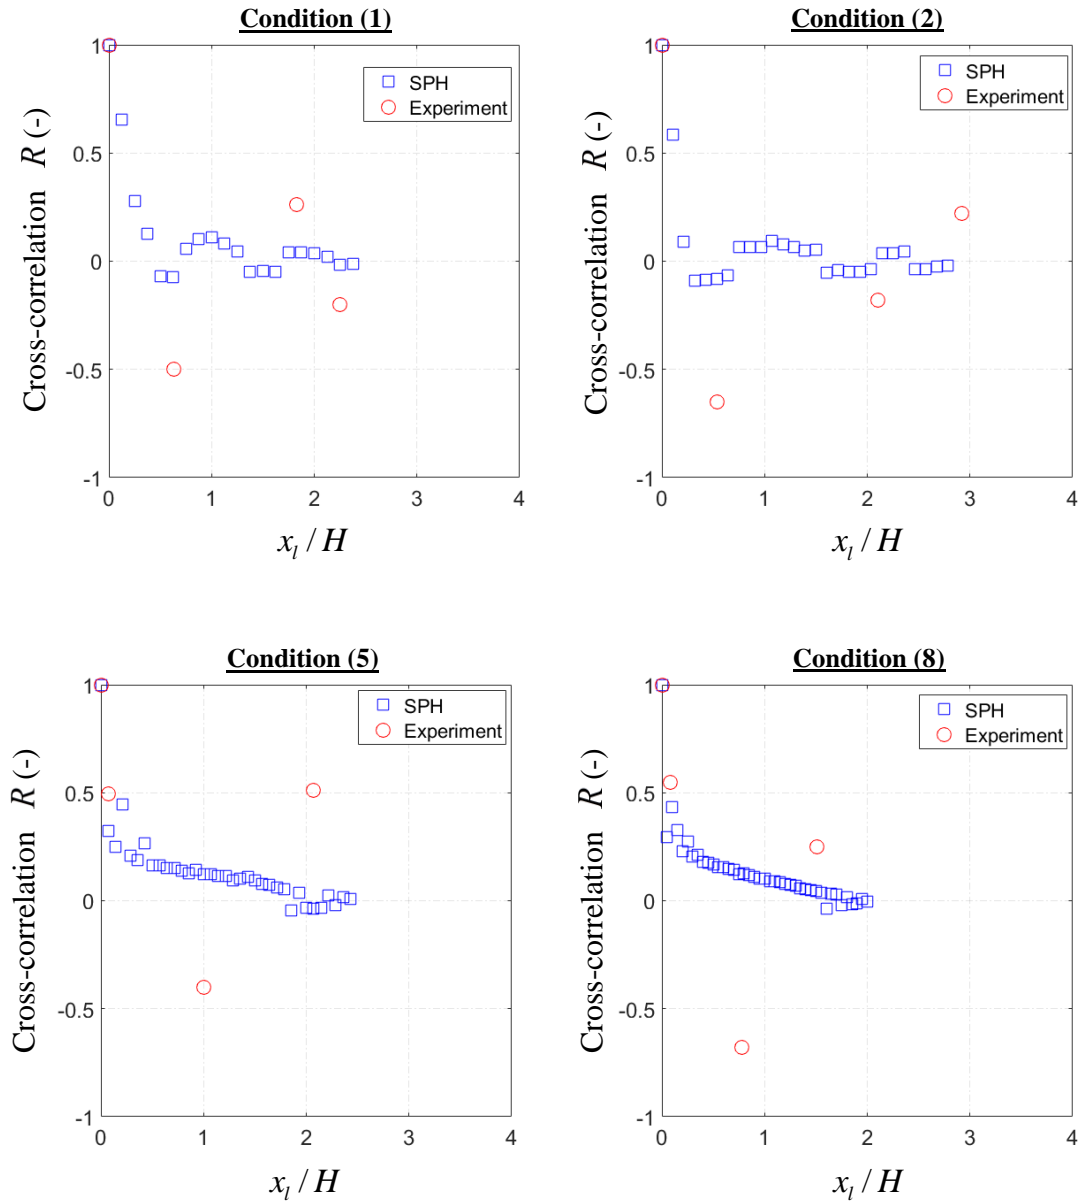 Condition (1)
Cross-correlation R (-)
1
0.5
0
-0.5
-1
SPH
Experiment
0 1 2 3 4
x_l / H
Condition (2)
Cross-correlation R (-)
1
0.5
0
-0.5
-1
SPH
Experiment
0 1 2 3 4
x_l / H
Condition (5)
Cross-correlation R (-)
1
0.5
0
-0.5
-1
SPH
Experiment
0 1 2 3 4
x_l / H
Condition (8)
Cross-correlation R (-)
1
0.5
0
-0.5
-1
SPH
Experiment
0 1 2 3 4
x_l / H